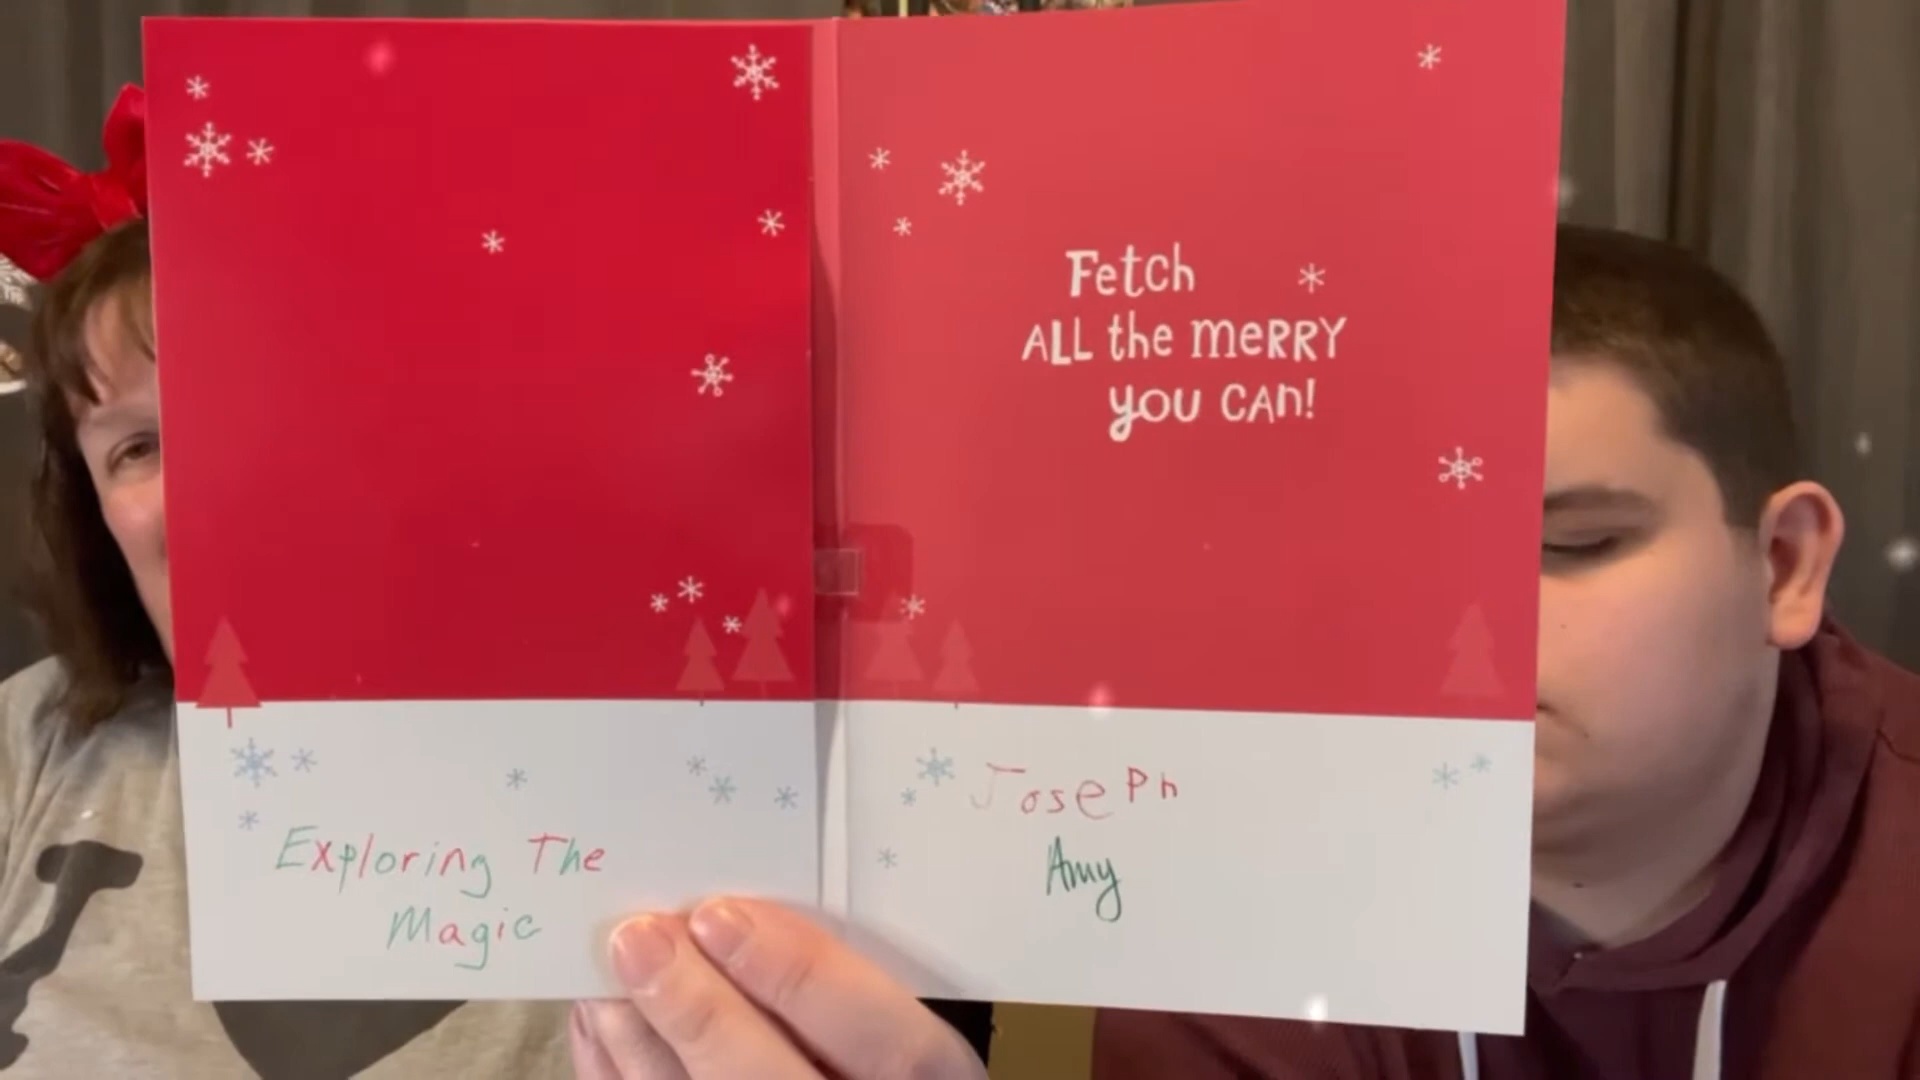 Fetch
ALL the meRRY
you CAn!
Exploring The
Magic
Joseph
Amy